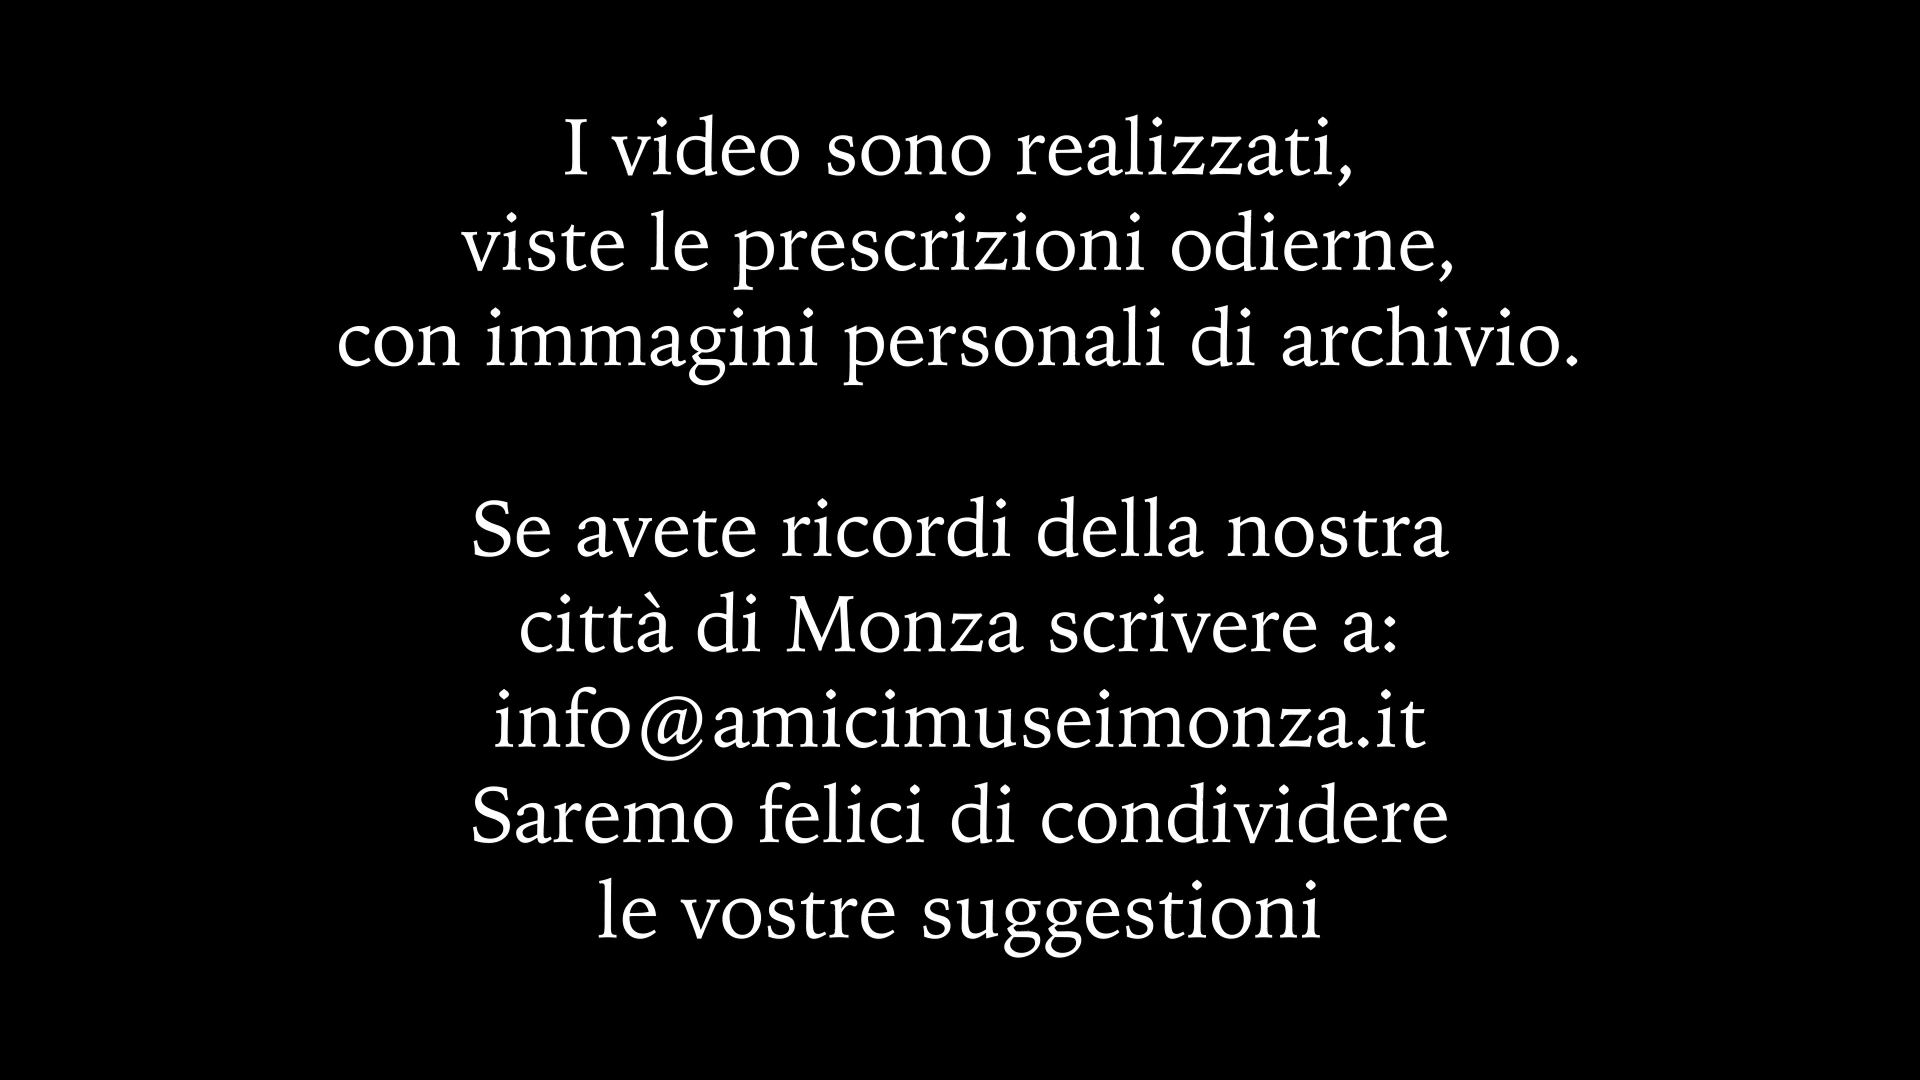 I video sono realizzati,
viste le prescrizioni odierne,
con immagini personali di archivio.
Se avete ricordi della nostra
città di Monza scrivere a:
info@amicimuseimonza.it
Saremo felici di condividere
le vostre suggestioni